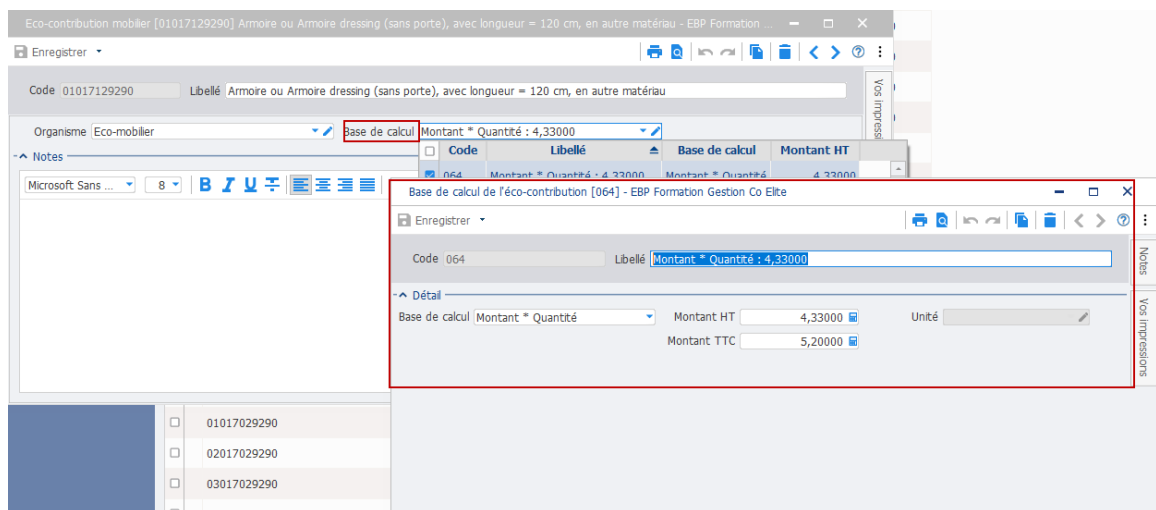 Eco-contribution mobilier [01017129290] Armoire ou Armoire dressing (sans porte), avec longueur = 120 cm, en autre matériau - EBP Formation ...
Enregistrer
Code 01017129290 Libellé Armoire ou Armoire dressing (sans porte), avec longueur = 120 cm, en autre matériau
Vos impressi
Organisme Eco-mobilier Base de calcul Montant * Quantité : 4,33000
Notes
Code Libellé Base de calcul Montant HT
064 Montant * Quantité : 4,33000 Montant * Quantité 4,33000
Microsoft Sans ... 8 B I U T
Base de calcul de l'éco-contribution [064] - EBP Formation Gestion Co Elite
Enregistrer
Code 064 Libellé Montant * Quantité : 4,33000
Notes
Détail
Base de calcul Montant * Quantité Montant HT 4,33000 Unité
Montant TTC 5,20000
Vos impressions
01017029290
02017029290
03017029290